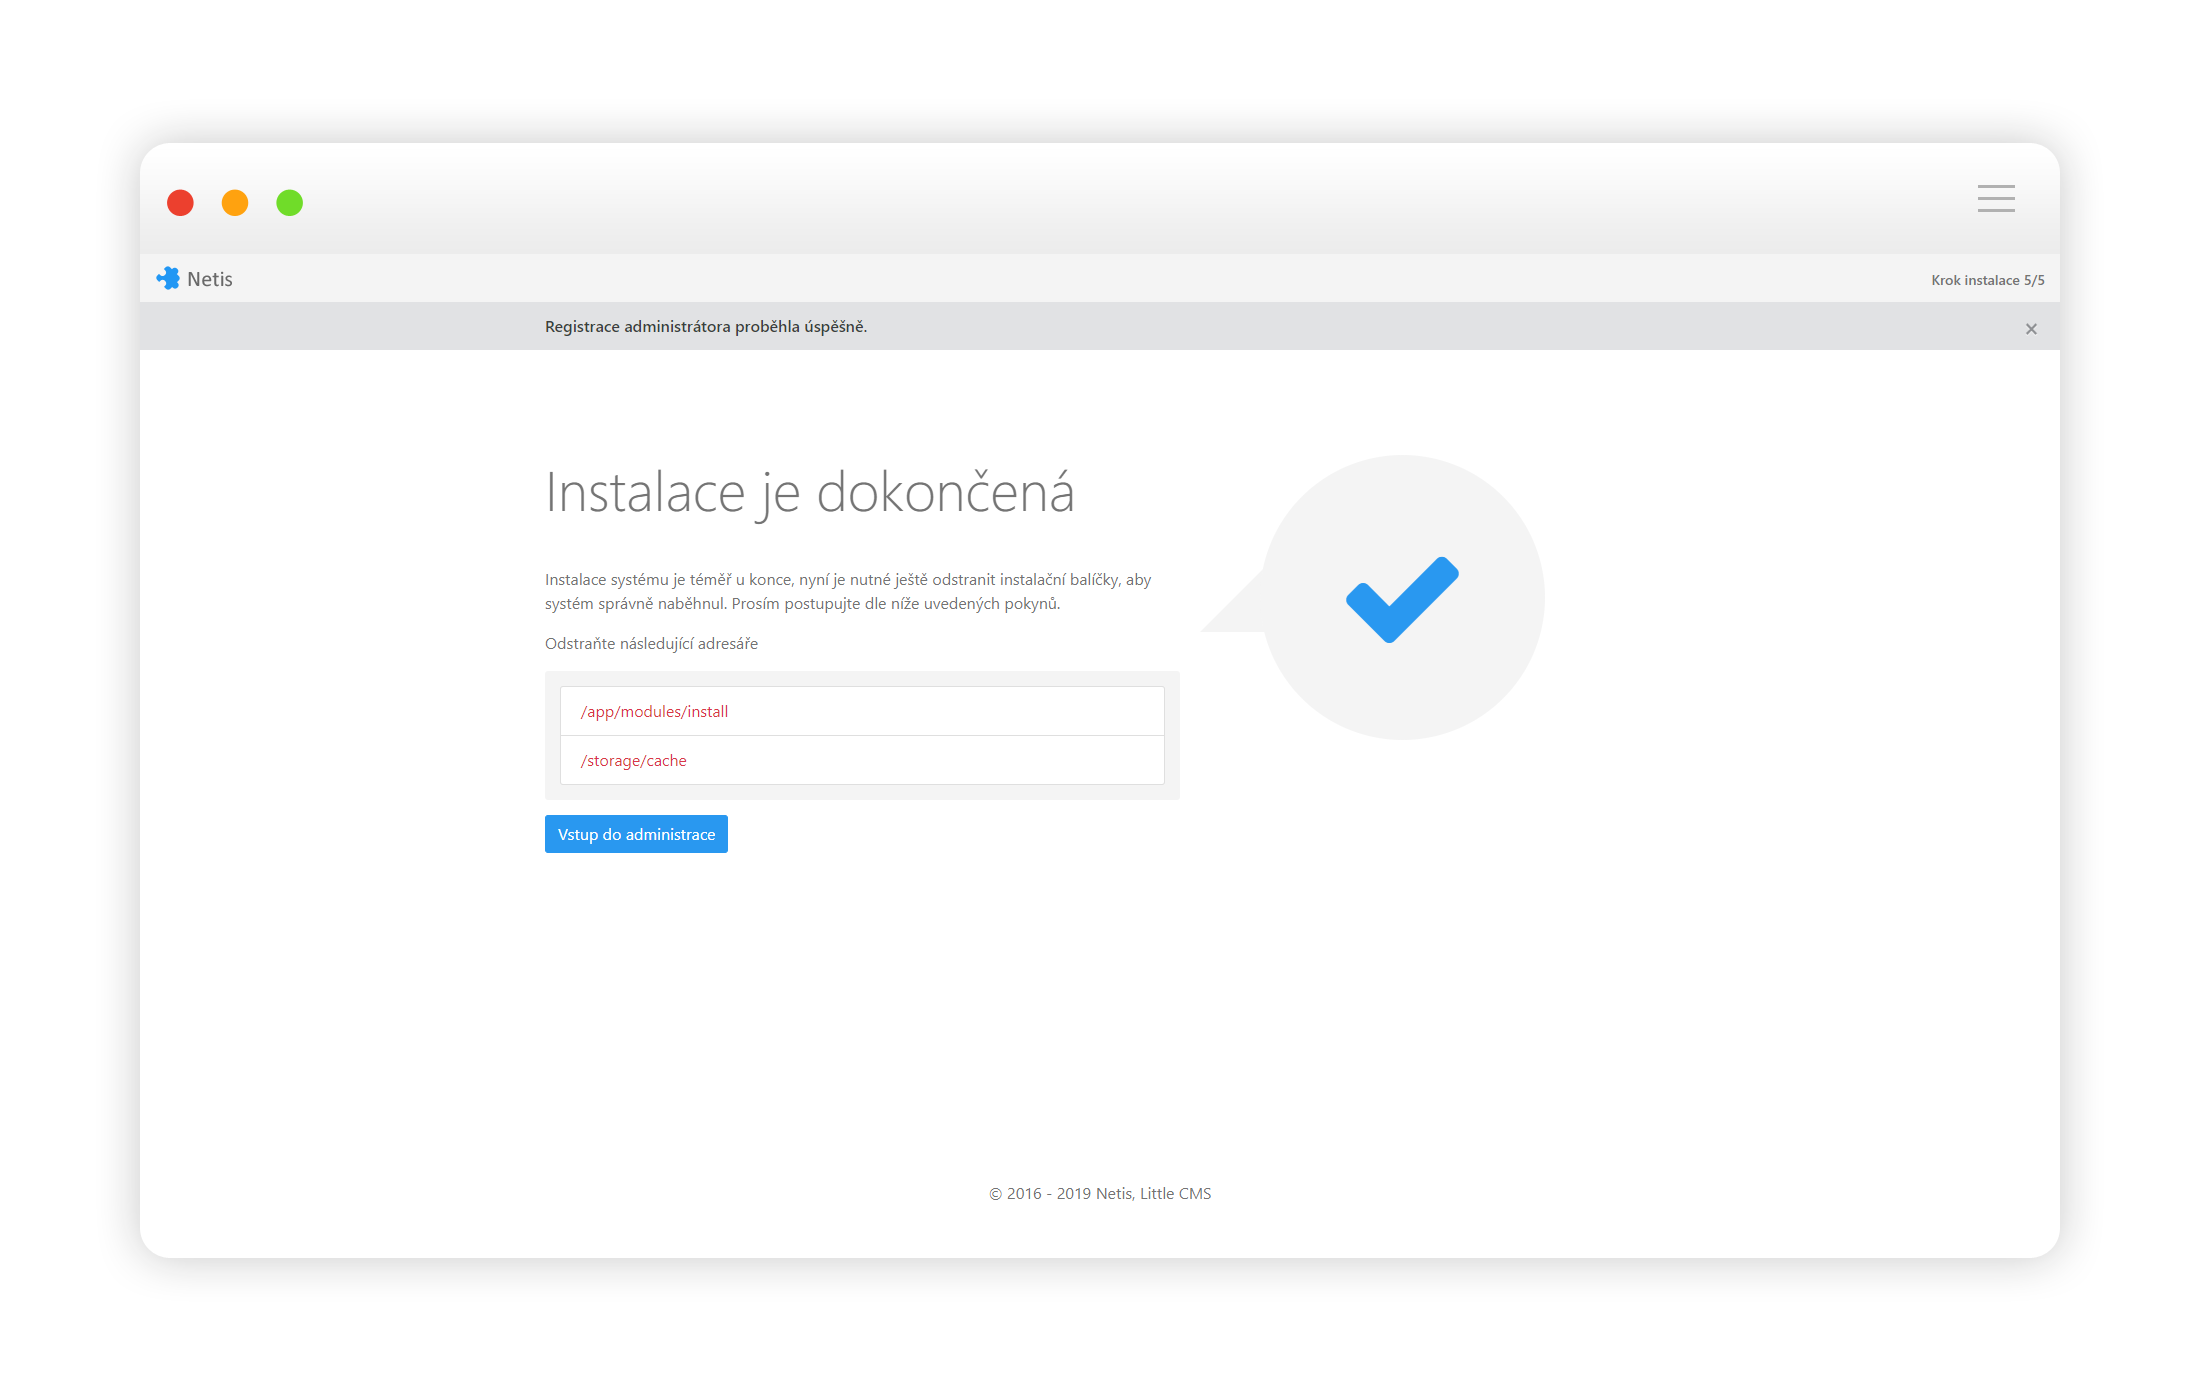 Netis
Krok instalace 5/5
Registrace administrátora proběhla úspěšně.
×
Instalace je dokončená
Instalace systému je téměř u konce, nyní je nutné ještě odstranit instalační balíčky, aby
systém správně naběhnul. Prosím postupujte dle níže uvedených pokynů.
Odstraňte následující adresáře
/app/modules/install
/storage/cache
Vstup do administrace
© 2016 - 2019 Netis, Little CMS